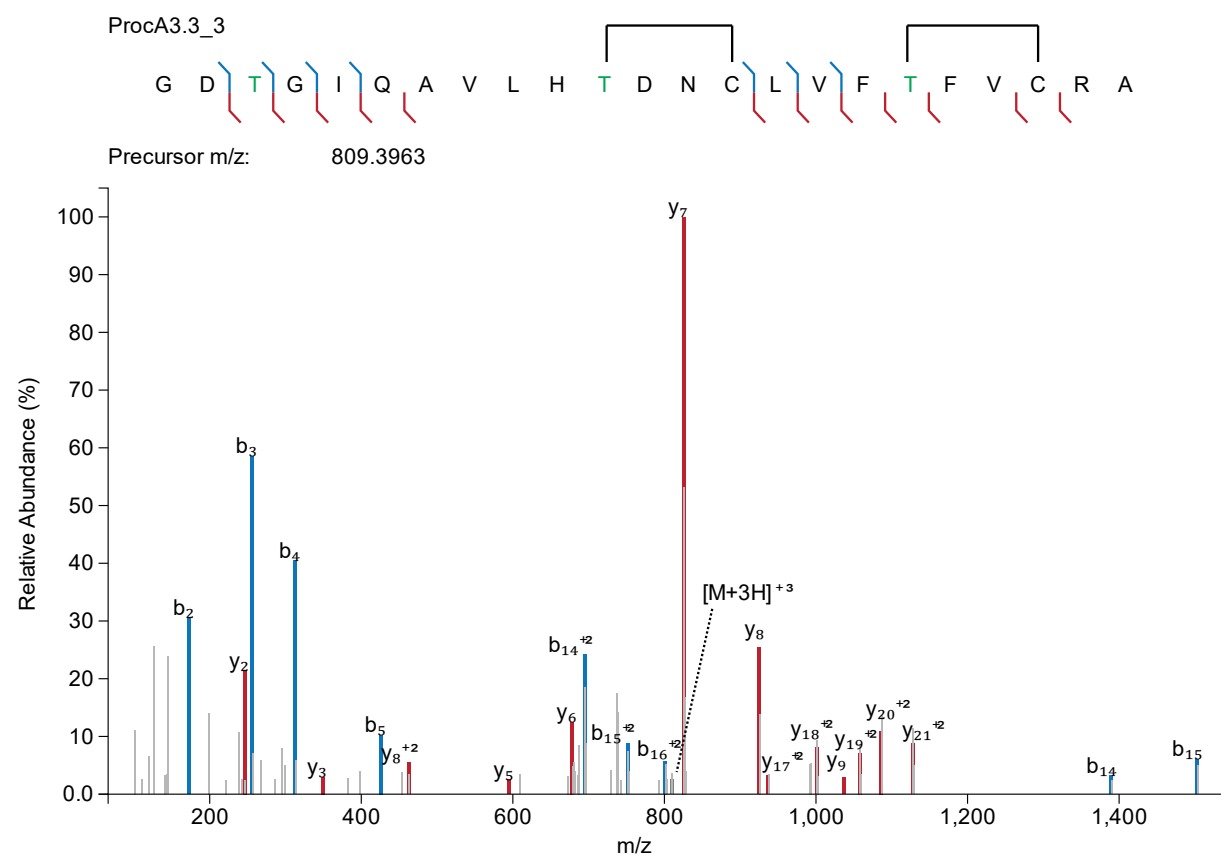 ProcA3.3_3
G D T G I Q A V L H T D N C L V F T F V C R A
Precursor m/z: 809.3963
Relative Abundance (%)
100
90
80
70
60
50
40
30
20
10
0.0
b₂
y₂
b₃
b₄
y₃
b₅
y₈⁺²
y₅
y₆
b₁₄⁺²
b₁₅⁺²
b₁₆⁺²
y₇
[M+3H]⁺³
y₈
y₁₇⁺²
y₁₈⁺²
y₉
y₁₉⁺²
y₂₀⁺²
y₂₁⁺²
b₁₄
b₁₅
200 400 600 800 1,000 1,200 1,400
m/z